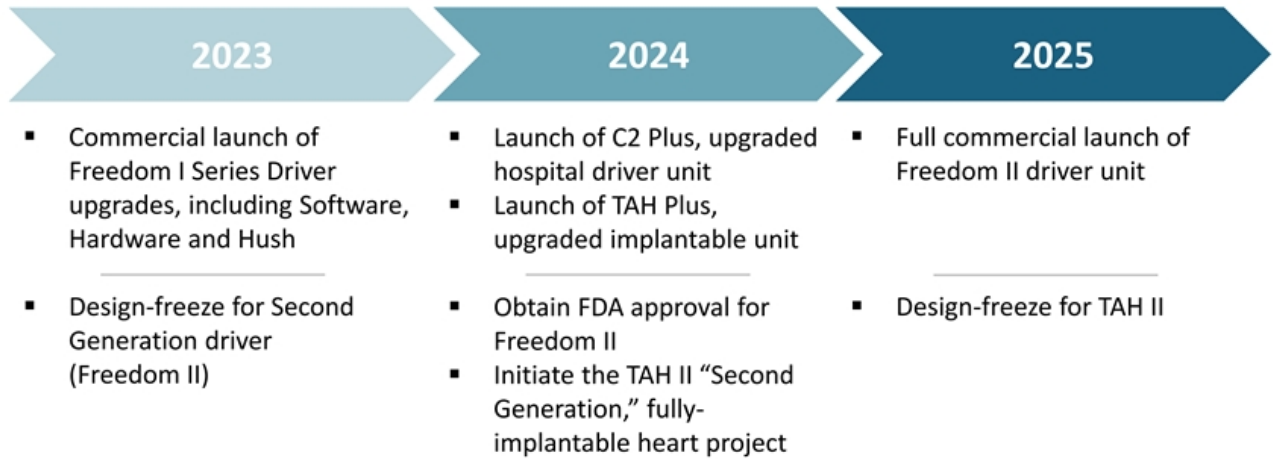 2023
Commercial launch of
Freedom I Series Driver
upgrades, including Software,
Hardware and Hush
Design-freeze for Second
Generation driver
(Freedom II)
2024
Launch of C2 Plus, upgraded
hospital driver unit
Launch of TAH Plus,
upgraded implantable unit
Obtain FDA approval for
Freedom II
Initiate the TAH II “Second
Generation,” fully-
implantable heart project
2025
Full commercial launch of
Freedom II driver unit
Design-freeze for TAH II